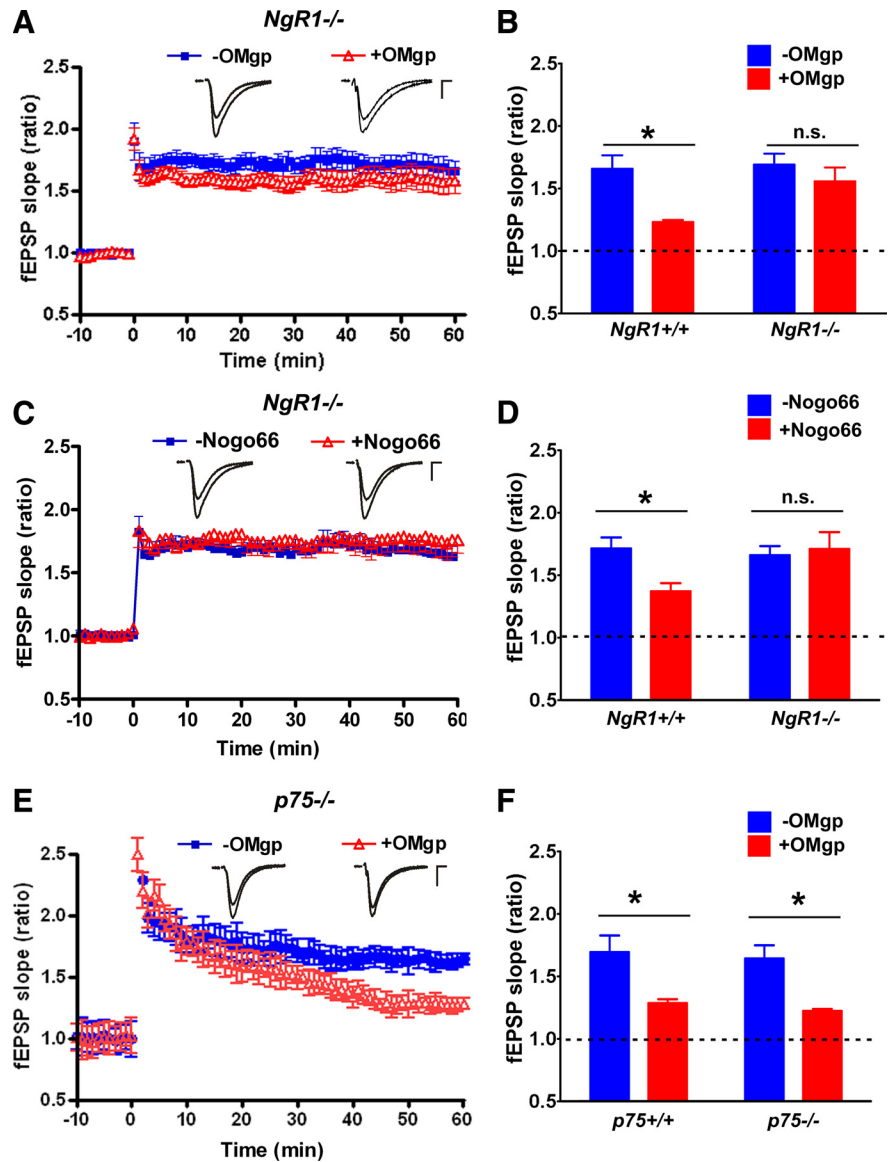 A
NgR1-/-
-OMgp +OMgp
fEPSP slope (ratio)
2.5
2.0
1.5
1.0
0.5
-10 0 10 20 30 40 50 60
Time (min)
B
-OMgp
+OMgp
fEPSP slope (ratio)
2.5
2.0
1.5
1.0
0.5
* n.s.
NgR1+/+ NgR1-/-
C
NgR1-/-
-Nogo66 +Nogo66
fEPSP slope (ratio)
2.5
2.0
1.5
1.0
0.5
-10 0 10 20 30 40 50 60
Time (min)
D
-Nogo66
+Nogo66
fEPSP slope (ratio)
2.5
2.0
1.5
1.0
0.5
* n.s.
NgR1+/+ NgR1-/-
E
p75-/-
-OMgp +OMgp
fEPSP slope (ratio)
2.5
2.0
1.5
1.0
0.5
-10 0 10 20 30 40 50 60
Time (min)
F
-OMgp
+OMgp
fEPSP slope (ratio)
2.5
2.0
1.5
1.0
0.5
* *
p75+/+ p75-/-